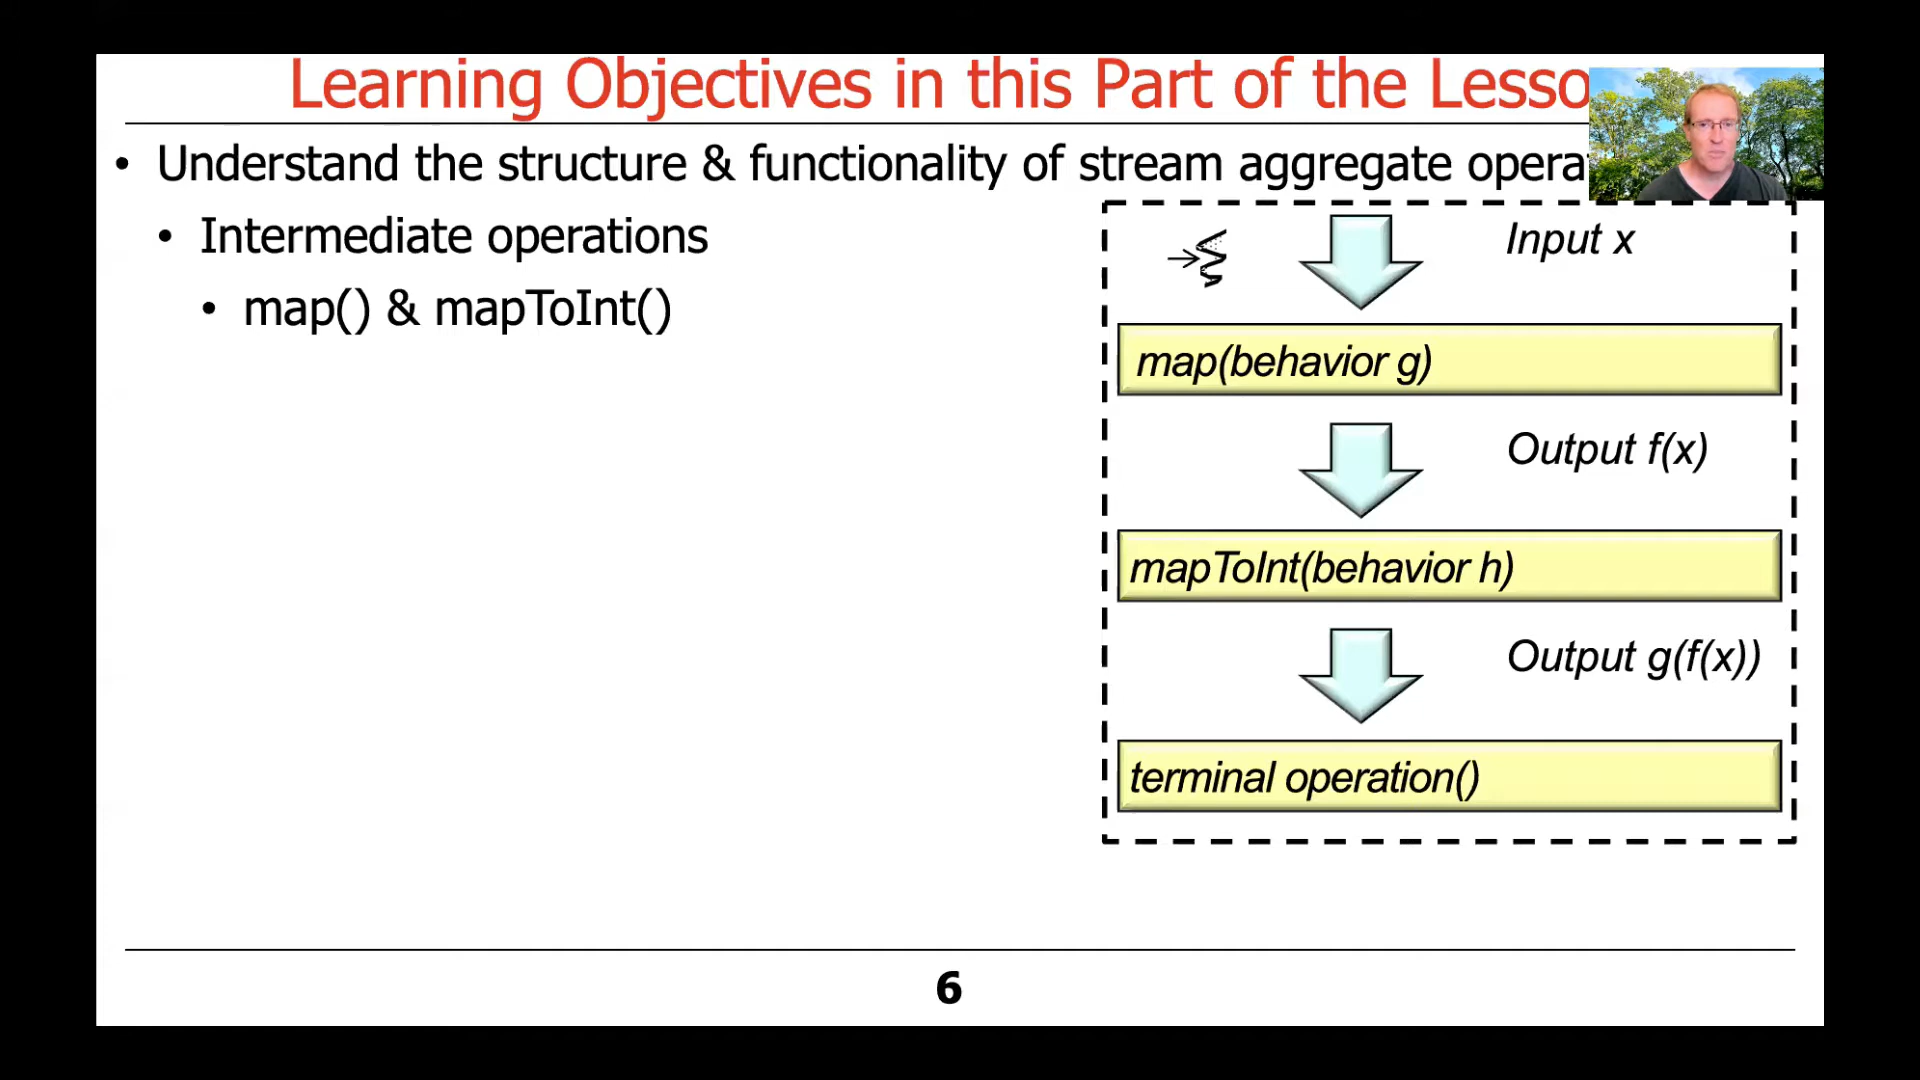 Learning Objectives in this Part of the Lesso
• Understand the structure & functionality of stream aggregate opera
• Intermediate operations
• map() & mapToInt()
Input x
map(behavior g)
Output f(x)
mapToInt(behavior h)
Output g(f(x))
terminal operation()
6